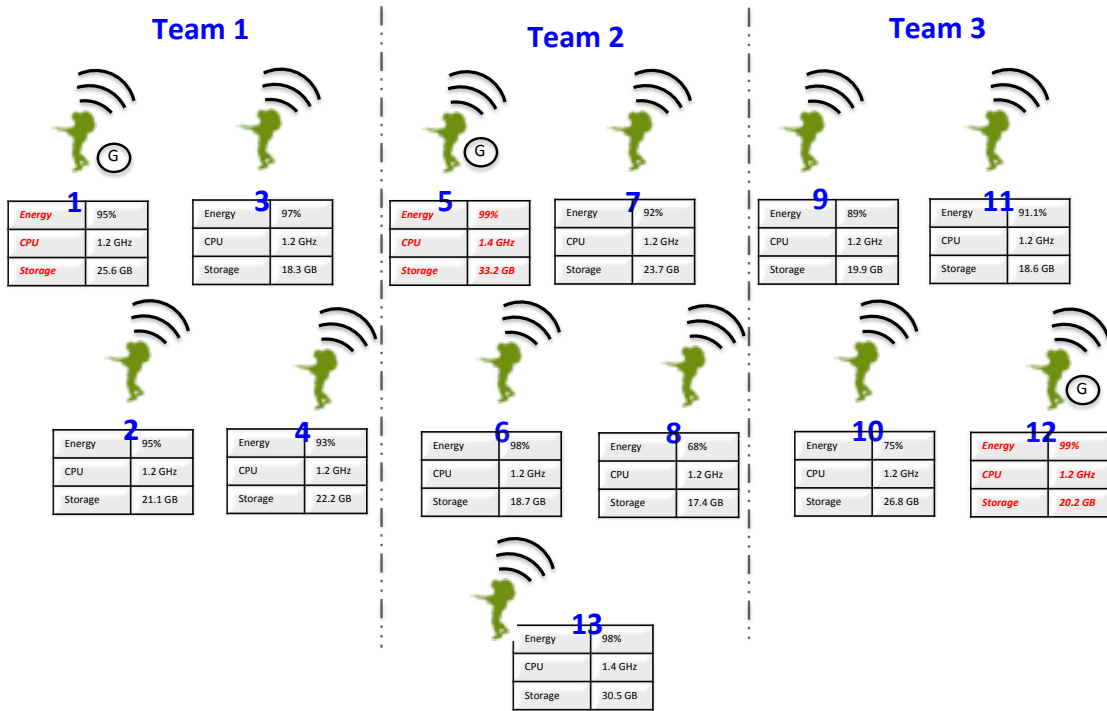 Team 1
Team 2
Team 3
G
G
1
3
5
7
9
11
Energy 95%
CPU 1.2 GHz
Storage 25.6 GB
Energy 97%
CPU 1.2 GHz
Storage 18.3 GB
Energy 99%
CPU 1.4 GHz
Storage 33.2 GB
Energy 92%
CPU 1.2 GHz
Storage 23.7 GB
Energy 89%
CPU 1.2 GHz
Storage 19.9 GB
Energy 91.1%
CPU 1.2 GHz
Storage 18.6 GB
G
2
4
6
8
10
12
Energy 95%
CPU 1.2 GHz
Storage 21.1 GB
Energy 93%
CPU 1.2 GHz
Storage 22.2 GB
Energy 98%
CPU 1.2 GHz
Storage 18.7 GB
Energy 68%
CPU 1.2 GHz
Storage 17.4 GB
Energy 75%
CPU 1.2 GHz
Storage 26.8 GB
Energy 99%
CPU 1.2 GHz
Storage 20.2 GB
13
Energy 98%
CPU 1.4 GHz
Storage 30.5 GB